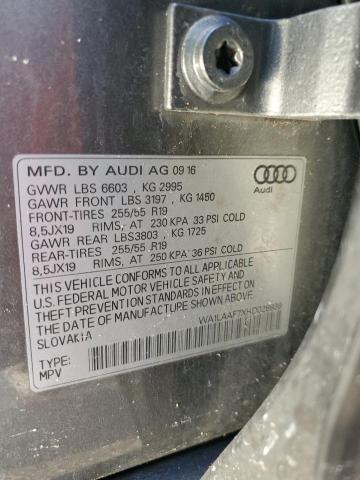 MFD. BY AUDI AG 09 16
GVWR LBS 6603 , KG 2995
GAWR FRONT LBS 3197 , KG 1450
FRONT-TIRES 255/55 R19
8,5JX19 RIMS, AT 230 KPA 33 PSI COLD
GAWR REAR LBS3803 , KG 1725
REAR-TIRES 255/55 R19
8,5JX19 RIMS, AT 250 KPA 36 PSI COLD
THIS VEHICLE CONFORMS TO ALL APPLICABLE
U.S. FEDERAL MOTOR VEHICLE SAFETY AND
THEFT PREVENTION STANDARDS IN EFFECT ON
THE DATE OF MANUFACTURE SHOWN ABOVE.
SLOVAKIA
TYPE:
MPV
Audi